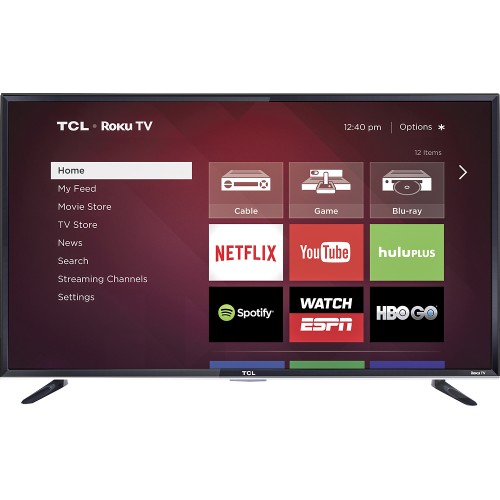 TCL • Roku TV
12:40 pm | Options *
12 Items
Home
My Feed
Movie Store
TV Store
News
Search
Streaming Channels
Settings
Cable
Game
Blu-ray
NETFLIX
YouTube
huluPLUS
Spotify
WATCH
ESPN
HBO GO
TCL
Roku TV